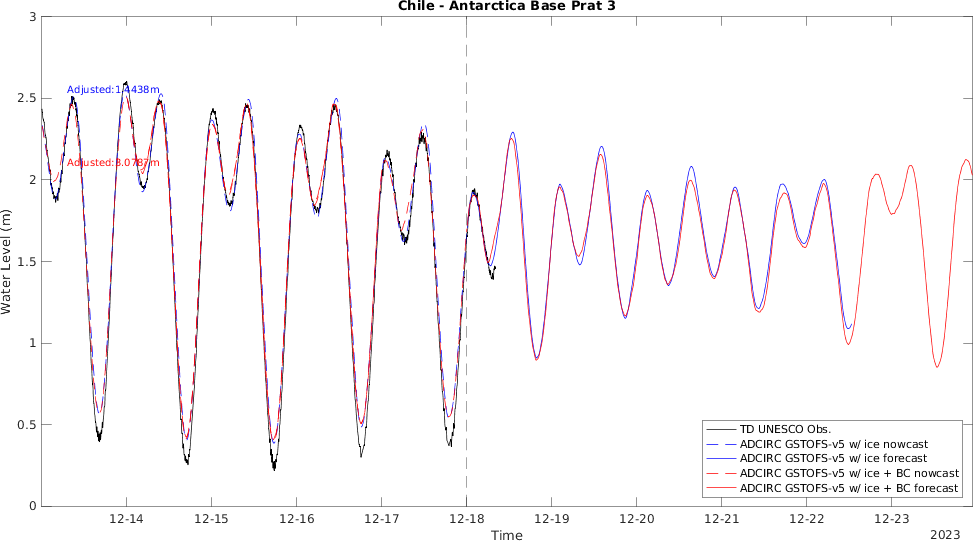 Chile - Antarctica Base Prat 3
3
2.5
2
1.5
1
0.5
0
Water Level (m)
Adjusted:1.4438m
Adjusted:3.0787m
TD UNESCO Obs.
ADCIRC GSTOFS-v5 w/ ice nowcast
ADCIRC GSTOFS-v5 w/ ice forecast
ADCIRC GSTOFS-v5 w/ ice + BC nowcast
ADCIRC GSTOFS-v5 w/ ice + BC forecast
12-14 12-15 12-16 12-17 12-18 12-19 12-20 12-21 12-22 12-23
Time
2023